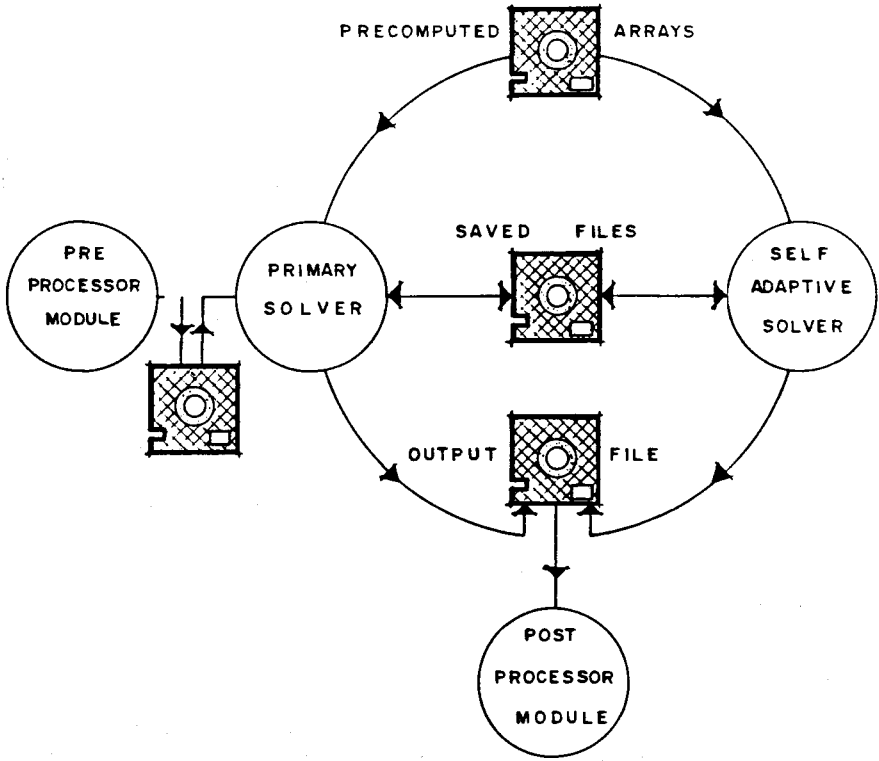 PRECOMPUTED ARRAYS
PRE
PROCESSOR
MODULE
PRIMARY
SOLVER
SAVED FILES
SELF
ADAPTIVE
SOLVER
OUTPUT FILE
POST
PROCESSOR
MODULE